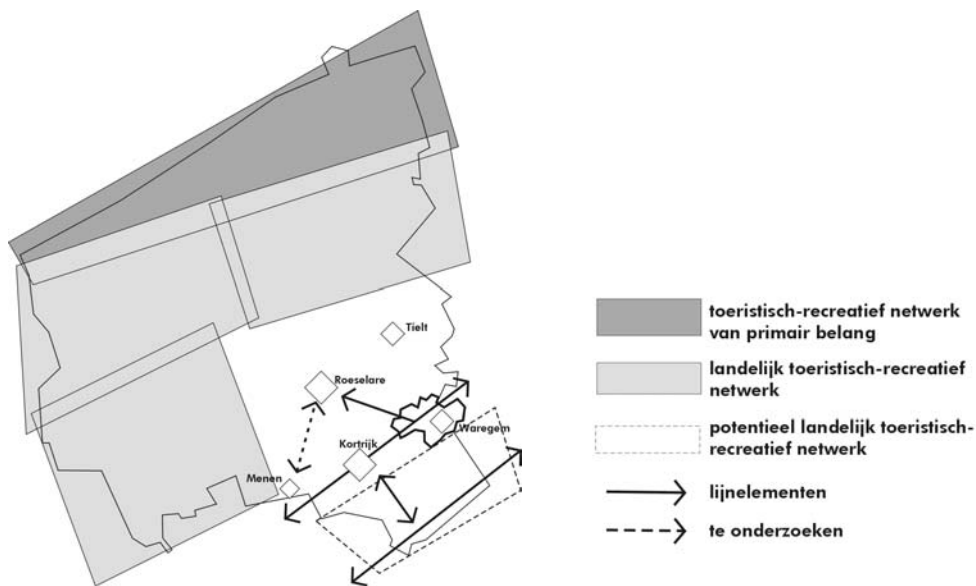 Tielt
Roeselare
Waregem
Kortrijk
Menen
toeristisch-recreatief netwerk
van primair belang
landelijk toeristisch-recreatief
netwerk
potentieel landelijk toeristisch-
recreatief netwerk
lijnelementen
te onderzoeken